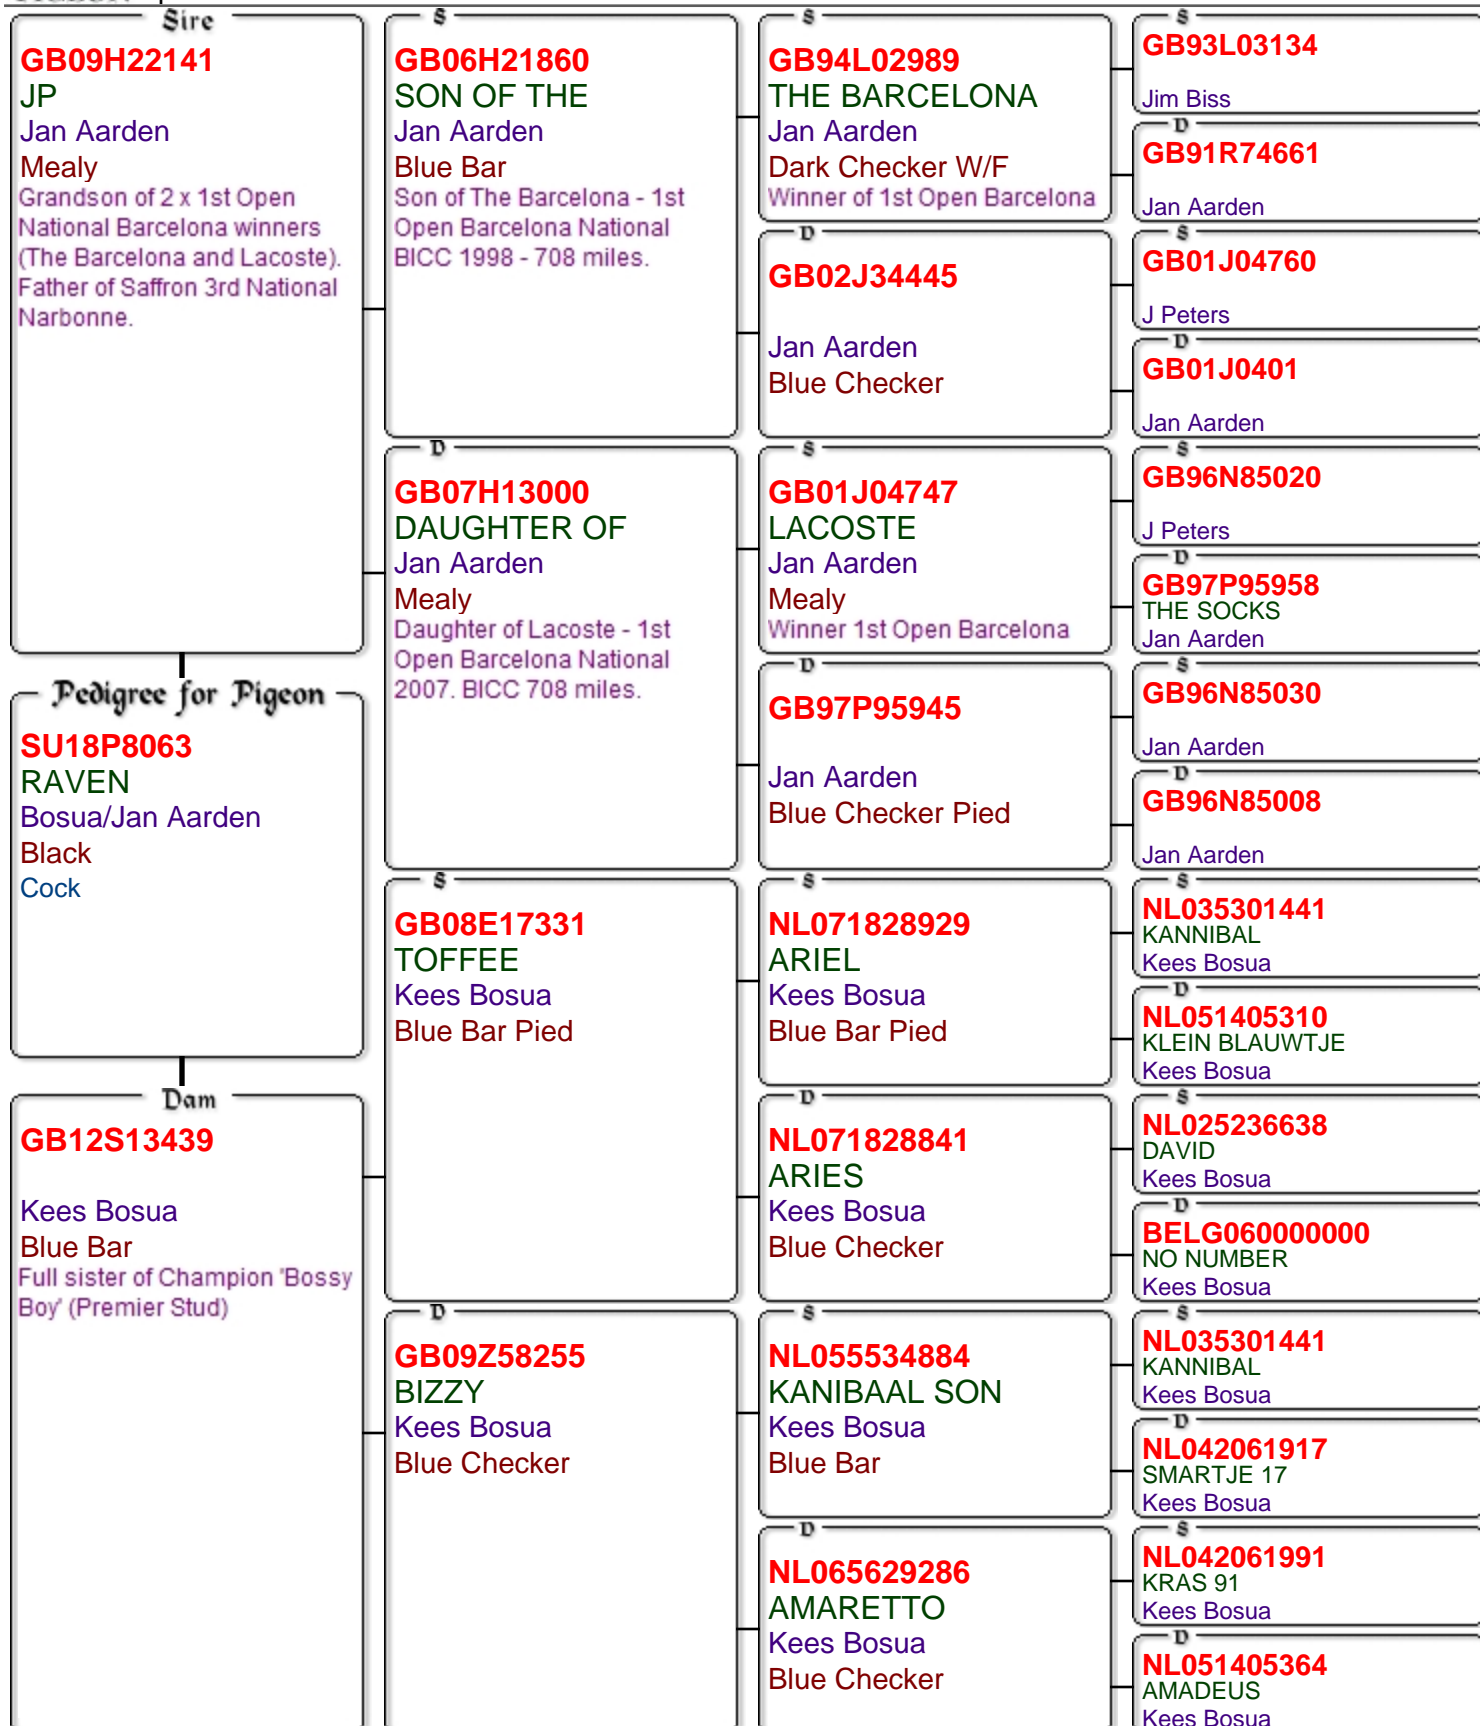 Sire
GB09H22141
JP
Jan Aarden
Mealy
Grandson of 2 x 1st Open
National Barcelona winners
(The Barcelona and Lacoste).
Father of Saffron 3rd National
Narbonne.
Pedigree for Pigeon
SU18P8063
RAVEN
Bosua/Jan Aarden
Black
Cock
Dam
GB12S13439
Kees Bosua
Blue Bar
Full sister of Champion 'Bossy
Boy' (Premier Stud)
S
GB06H21860
SON OF THE
Jan Aarden
Blue Bar
Son of The Barcelona - 1st
Open Barcelona National
BICC 1998 - 708 miles.
D
GB07H13000
DAUGHTER OF
Jan Aarden
Mealy
Daughter of Lacoste - 1st
Open Barcelona National
2007. BICC 708 miles.
S
GB08E17331
TOFFEE
Kees Bosua
Blue Bar Pied
D
GB09Z58255
BIZZY
Kees Bosua
Blue Checker
S
GB94L02989
THE BARCELONA
Jan Aarden
Dark Checker W/F
Winner of 1st Open Barcelona
D
GB02J34445
Jan Aarden
Blue Checker
S
GB01J04747
LACOSTE
Jan Aarden
Mealy
Winner 1st Open Barcelona
D
GB97P95945
Jan Aarden
Blue Checker Pied
S
NL071828929
ARIEL
Kees Bosua
Blue Bar Pied
D
NL071828841
ARIES
Kees Bosua
Blue Checker
S
NL055534884
KANIBAAL SON
Kees Bosua
Blue Bar
D
NL065629286
AMARETTO
Kees Bosua
Blue Checker
S
GB93L03134
Jim Biss
D
GB91R74661
Jan Aarden
S
GB01J04760
J Peters
D
GB01J0401
Jan Aarden
S
GB96N85020
J Peters
D
GB97P95958
THE SOCKS
Jan Aarden
S
GB96N85030
Jan Aarden
D
GB96N85008
Jan Aarden
S
NL035301441
KANNIBAL
Kees Bosua
D
NL051405310
KLEIN BLAUWTJE
Kees Bosua
S
NL025236638
DAVID
Kees Bosua
D
BELG060000000
NO NUMBER
Kees Bosua
S
NL035301441
KANNIBAL
Kees Bosua
D
NL042061917
SMARTJE 17
Kees Bosua
S
NL042061991
KRAS 91
Kees Bosua
D
NL051405364
AMADEUS
Kees Bosua